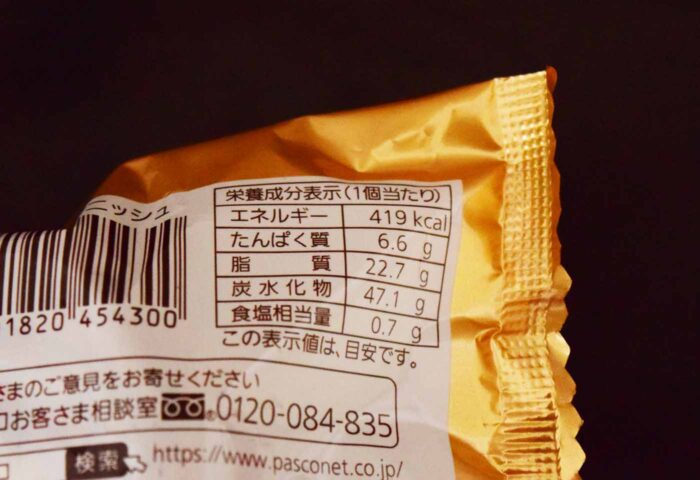 ニッシュ
栄養成分表示(1個当たり)
エネルギー 419 kcal
たんぱく質 6.6 g
脂質 22.7 g
炭水化物 47.1 g
食塩相当量 0.7 g
この表示値は、目安です。
1820 454300
さまのご意見をお寄せください
コお客さま相談室 0120-084-835
検索 https://www.pasconet.co.jp/